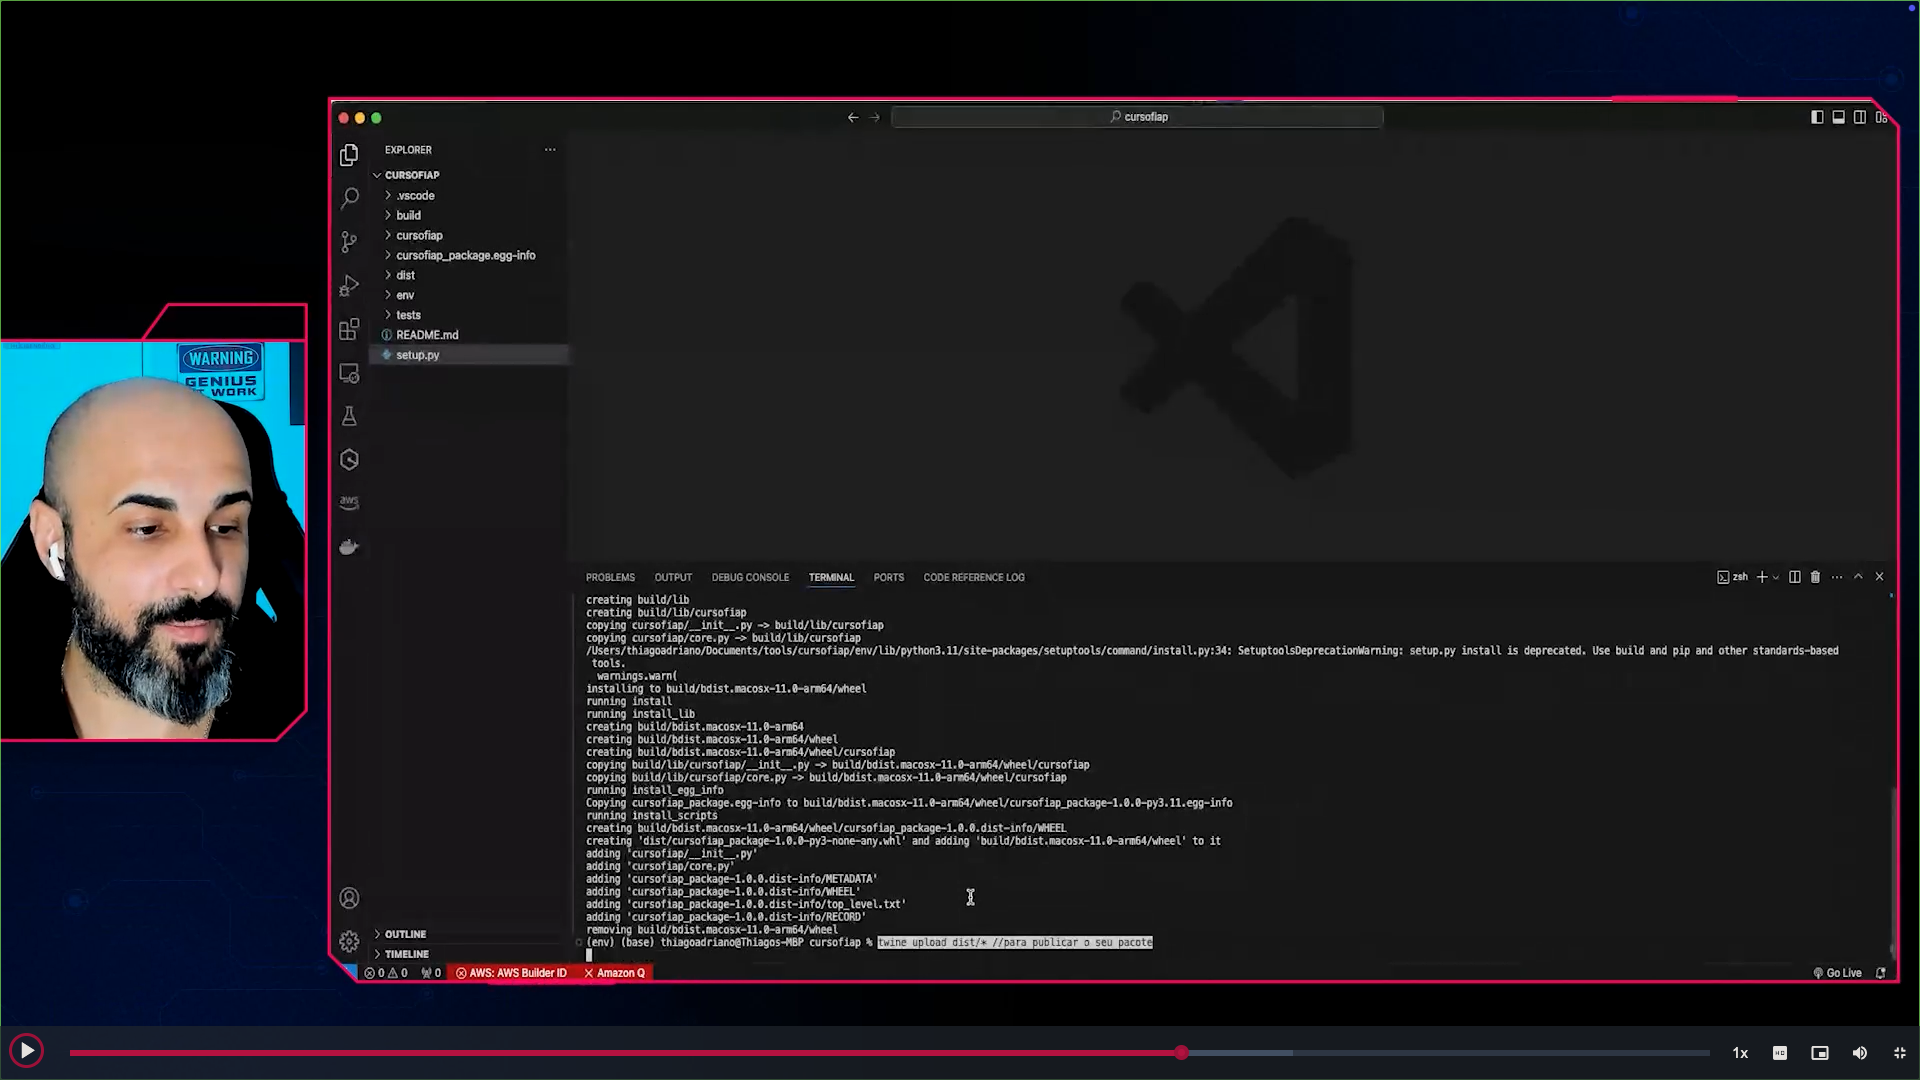 cursofiap
EXPLORER
CURSOFIAP
.vscode
build
cursofiap
cursofiap_package.egg-info
dist
env
tests
README.md
setup.py
WARNING
GENIUS
WORK
aws
PROBLEMS OUTPUT DEBUG CONSOLE TERMINAL PORTS CODE REFERENCE LOG
zsh
creating build/lib
creating build/lib/cursofiap
copying cursofiap/__init__.py -> build/lib/cursofiap
copying cursofiap/core.py -> build/lib/cursofiap
/Users/thiagoadriano/Documents/tools/cursofiap/env/lib/python3.11/site-packages/setuptools/command/install.py:34: SetuptoolsDeprecationWarning: setup.py install is deprecated. Use build and pip and other standards-based
tools.
warnings.warn(
installing to build/bdist.macosx-11.0-arm64/wheel
running install
running install_lib
creating build/bdist.macosx-11.0-arm64
creating build/bdist.macosx-11.0-arm64/wheel
creating build/bdist.macosx-11.0-arm64/wheel/cursofiap
copying build/lib/cursofiap/__init__.py -> build/bdist.macosx-11.0-arm64/wheel/cursofiap
copying build/lib/cursofiap/core.py -> build/bdist.macosx-11.0-arm64/wheel/cursofiap
running install_egg_info
Copying cursofiap_package.egg-info to build/bdist.macosx-11.0-arm64/wheel/cursofiap_package-1.0.0-py3.11.egg-info
running install_scripts
creating build/bdist.macosx-11.0-arm64/wheel/cursofiap_package-1.0.0.dist-info/WHEEL
creating 'dist/cursofiap_package-1.0.0-py3-none-any.whl' and adding 'build/bdist.macosx-11.0-arm64/wheel' to it
adding 'cursofiap/__init__.py'
adding 'cursofiap/core.py'
adding 'cursofiap_package-1.0.0.dist-info/METADATA'
adding 'cursofiap_package-1.0.0.dist-info/WHEEL'
adding 'cursofiap_package-1.0.0.dist-info/top_level.txt'
adding 'cursofiap_package-1.0.0.dist-info/RECORD'
removing build/bdist.macosx-11.0-arm64/wheel
(env) (base) thiagoadriano@Thiagos-MBP cursofiap % twine upload dist/* //para publicar o seu pacote
OUTLINE
TIMELINE
0 0 0 AWS: AWS Builder ID Amazon Q Go Live
1x